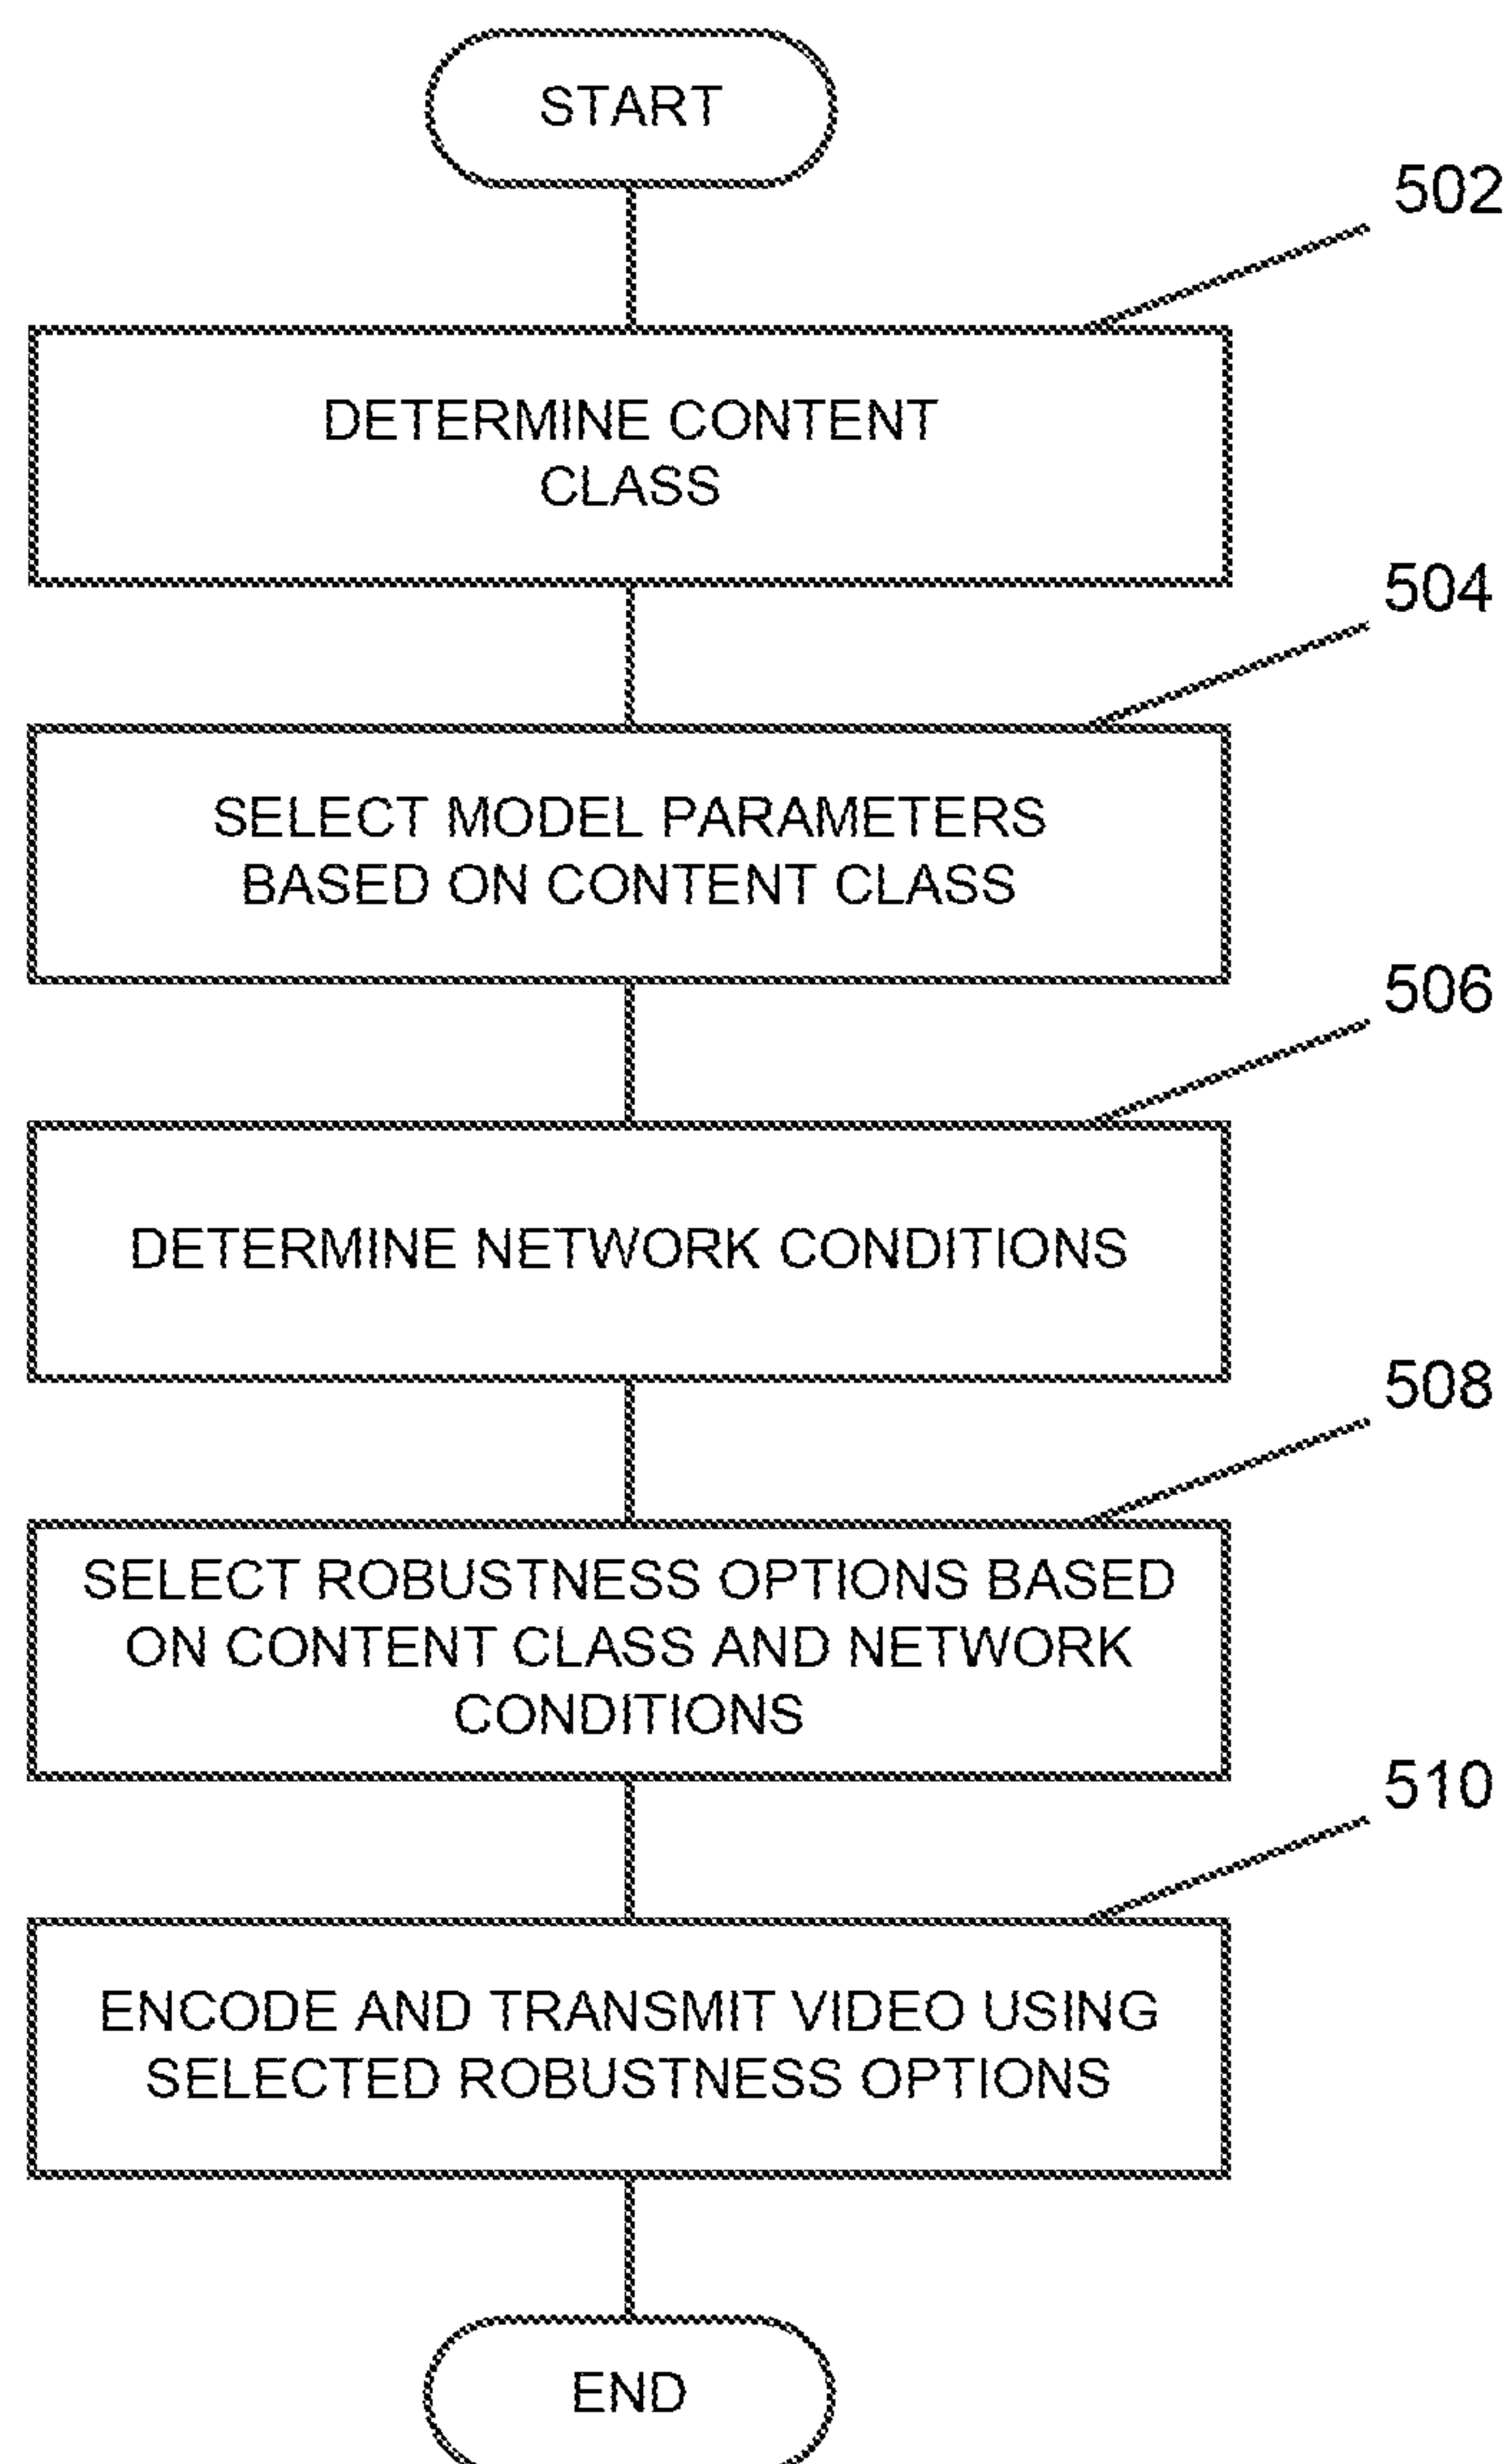 START
502
DETERMINE CONTENT
CLASS
504
SELECT MODEL PARAMETERS
BASED ON CONTENT CLASS
506
DETERMINE NETWORK CONDITIONS
508
SELECT ROBUSTNESS OPTIONS BASED
ON CONTENT CLASS AND NETWORK
CONDITIONS
510
ENCODE AND TRANSMIT VIDEO USING
SELECTED ROBUSTNESS OPTIONS
END